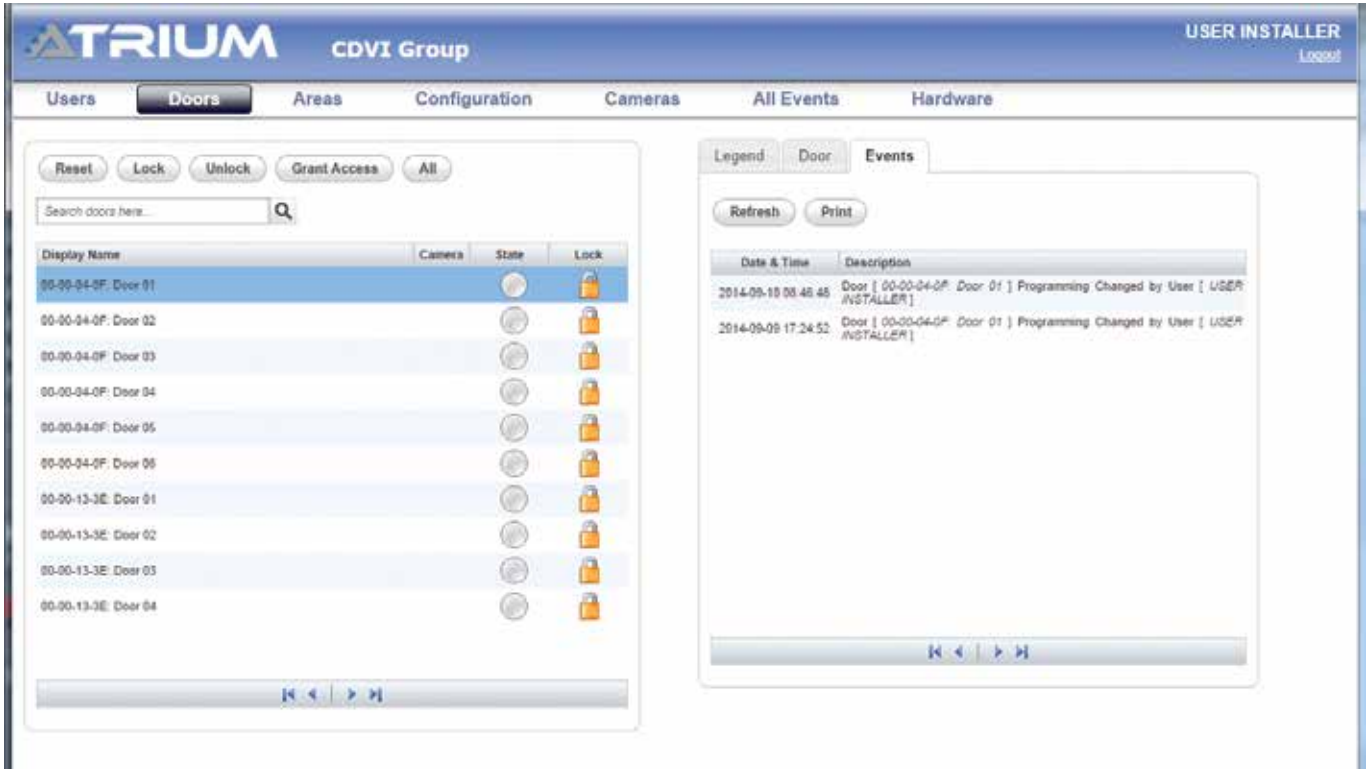 ATRIUM CDVI Group
USER INSTALLER
Logout
Users Doors Areas Configuration Cameras All Events Hardware
Reset Lock Unlock Grant Access All
Search doors here...
Display Name Camera State Lock
00-00-04-0F: Door 01
00-00-04-0F: Door 02
00-00-04-0F: Door 03
00-00-04-0F: Door 04
00-00-04-0F: Door 05
00-00-04-0F: Door 06
00-00-13-3E: Door 01
00-00-13-3E: Door 02
00-00-13-3E: Door 03
00-00-13-3E: Door 04
Legend Door Events
Refresh Print
Date & Time Description
2014-09-10 08:46:46 Door [ 00-00-04-0F: Door 01 ] Programming Changed by User [ USER
INSTALLER ]
2014-09-09 17:24:52 Door [ 00-00-04-0F: Door 01 ] Programming Changed by User [ USER
INSTALLER ]